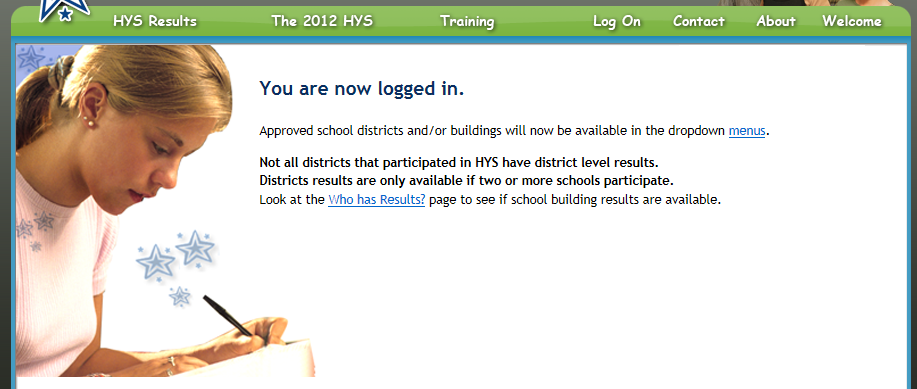 HYS Results The 2012 HYS Training Log On Contact About Welcome
You are now logged in.
Approved school districts and/or buildings will now be available in the dropdown menus.
Not all districts that participated in HYS have district level results.
Districts results are only available if two or more schools participate.
Look at the Who has Results? page to see if school building results are available.